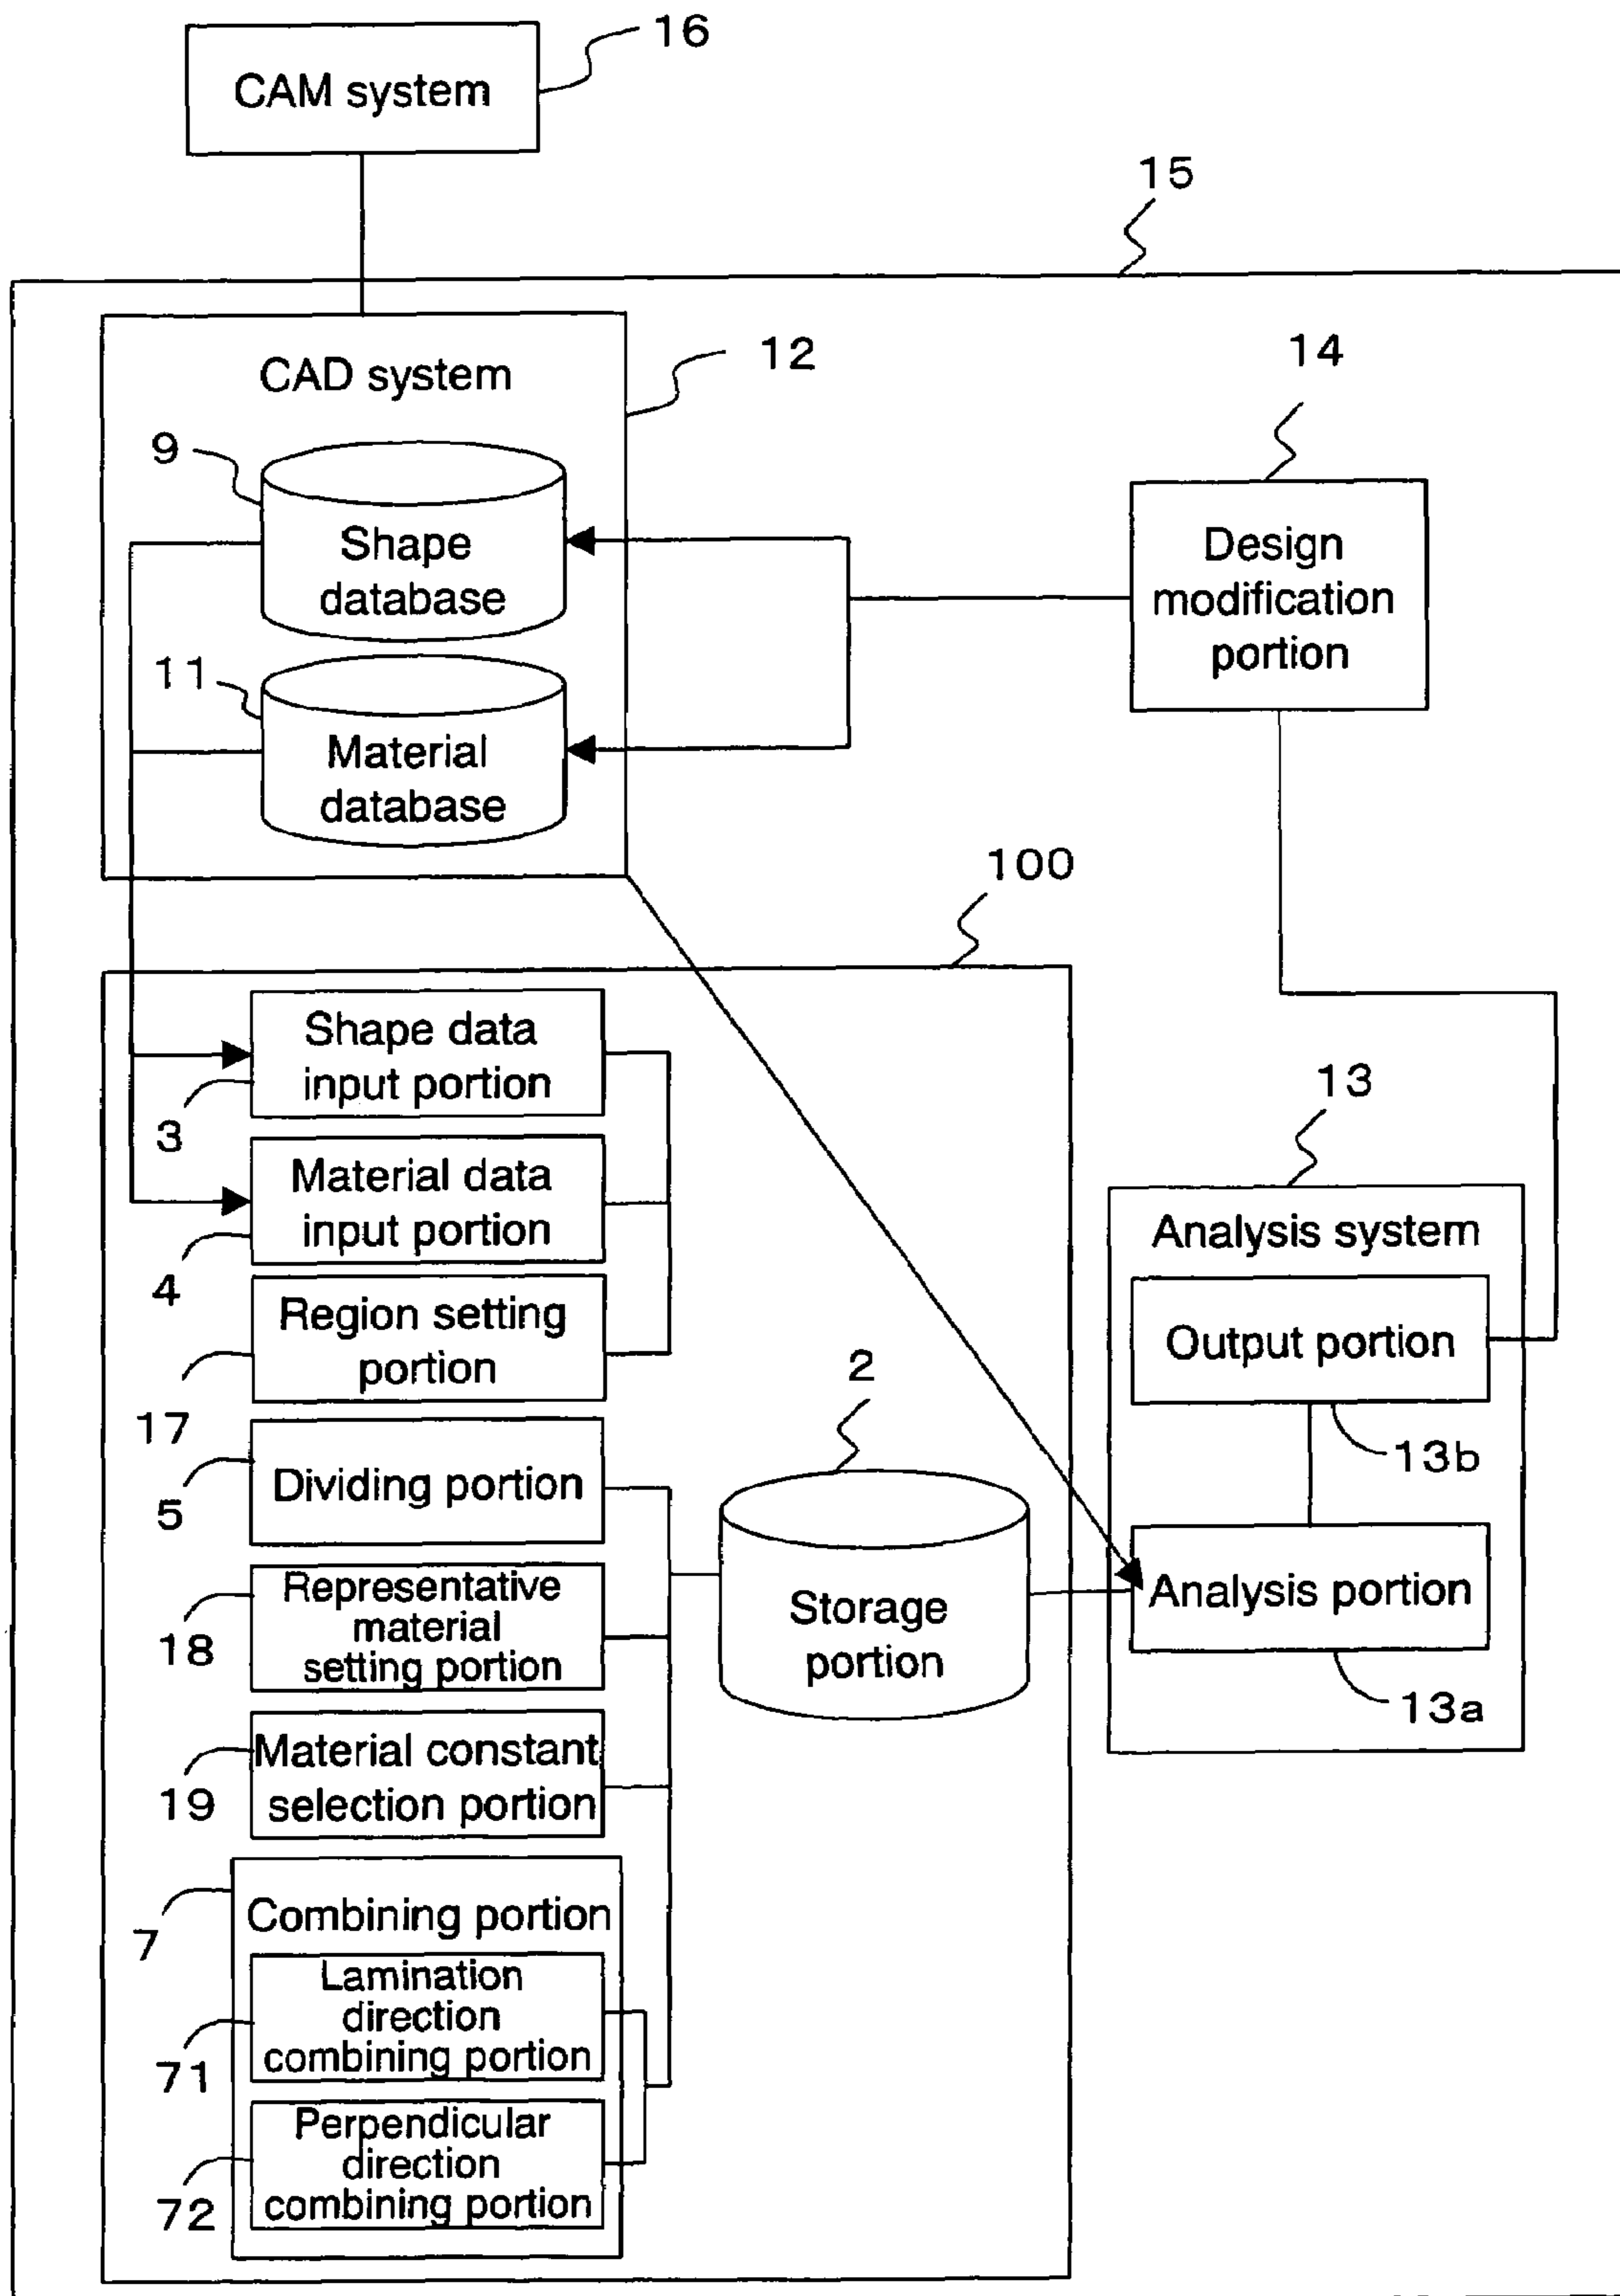 16
CAM system
15
CAD system
12
14
9
Shape
database
Design
modification
portion
11
Material
database
100
Shape data
input portion
3
13
Material data
input portion
4
Analysis system
Region setting
portion
17
Output portion
2
13b
Dividing portion
5
Storage
portion
Analysis portion
Representative
material
setting portion
18
13a
Material constant
selection portion
19
Combining portion
7
Lamination
direction
combining portion
71
Perpendicular
direction
combining portion
72